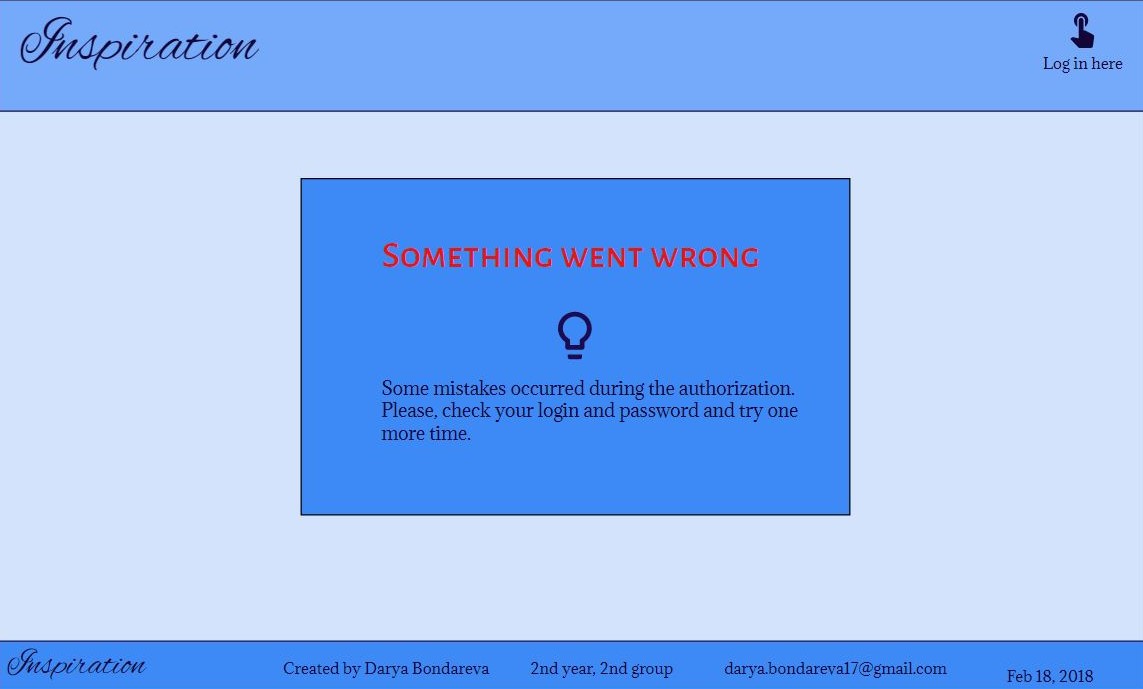 Inspiration
Log in here
Something went wrong
Some mistakes occurred during the authorization.
Please, check your login and password and try one
more time.
Inspiration
Created by Darya Bondareva
2nd year, 2nd group
darya.bondareva17@gmail.com
Feb 18, 2018